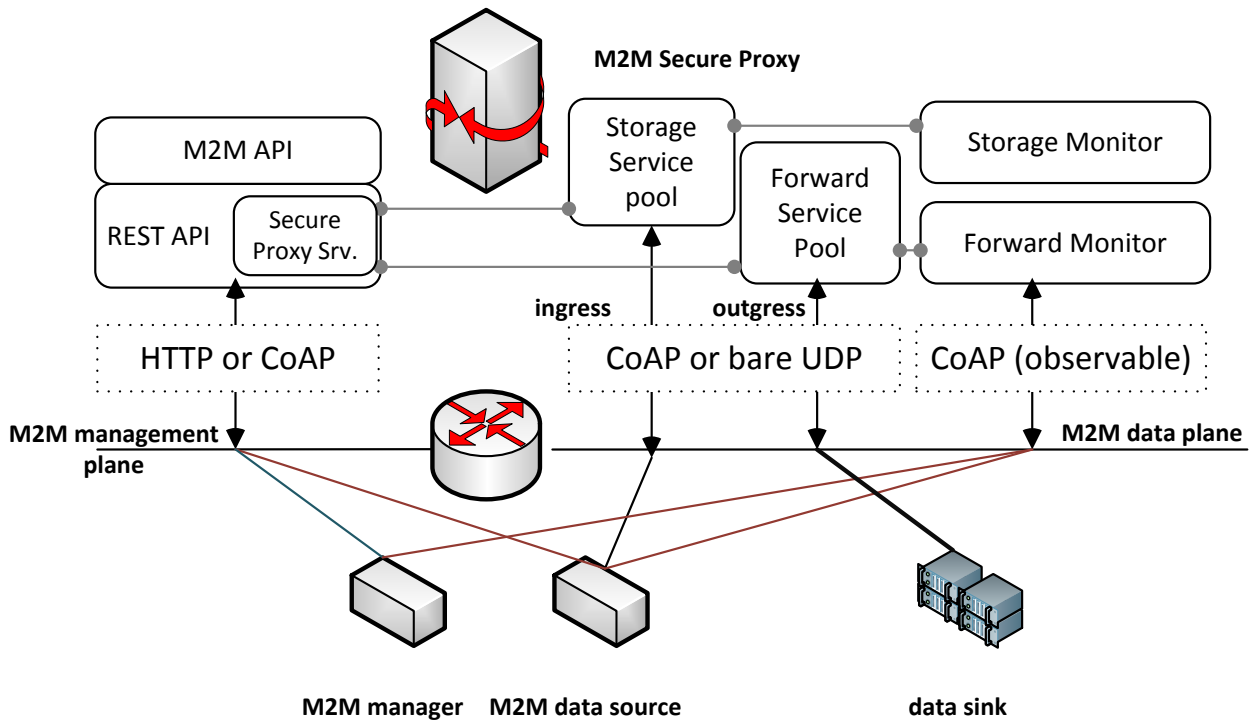 M2M Secure Proxy
M2M API
REST API
Secure
Proxy Srv.
Storage
Service
pool
Forward
Service
Pool
Storage Monitor
Forward Monitor
ingress
outgress
HTTP or CoAP
CoAP or bare UDP
CoAP (observable)
M2M management
plane
M2M data plane
M2M manager
M2M data source
data sink